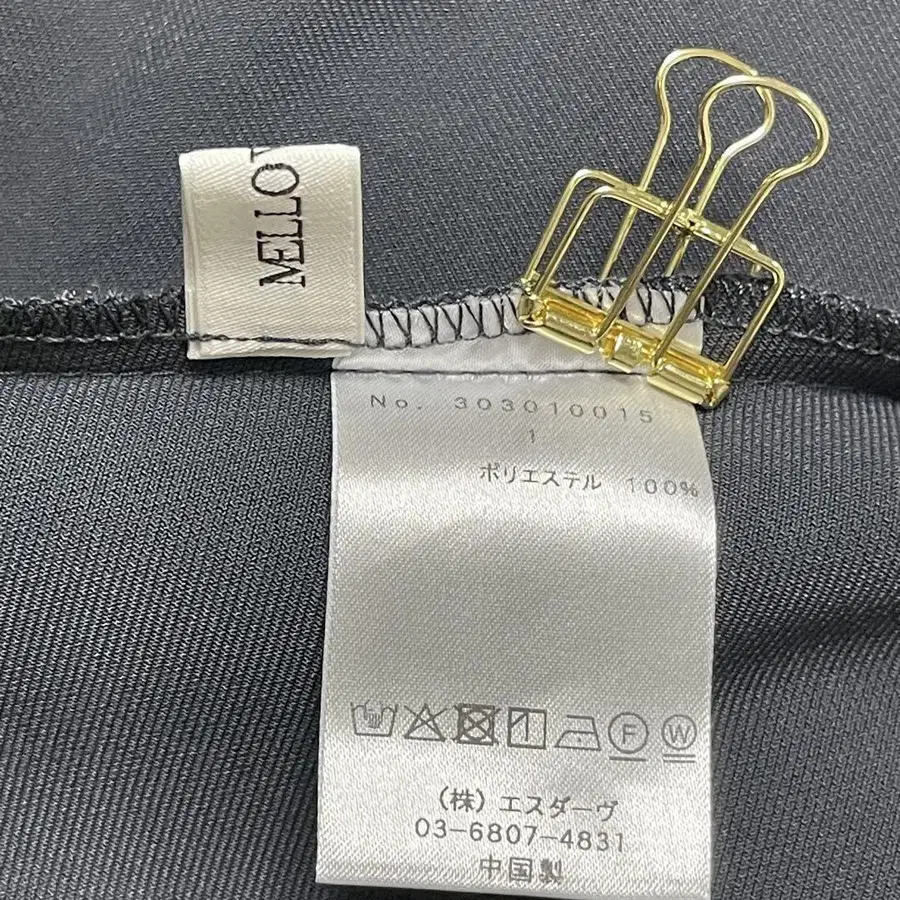 MELLO
No. 303010015
1
ポリエステル 100%
F W
(株) エスダーヴ
03-6807-4831
中国製